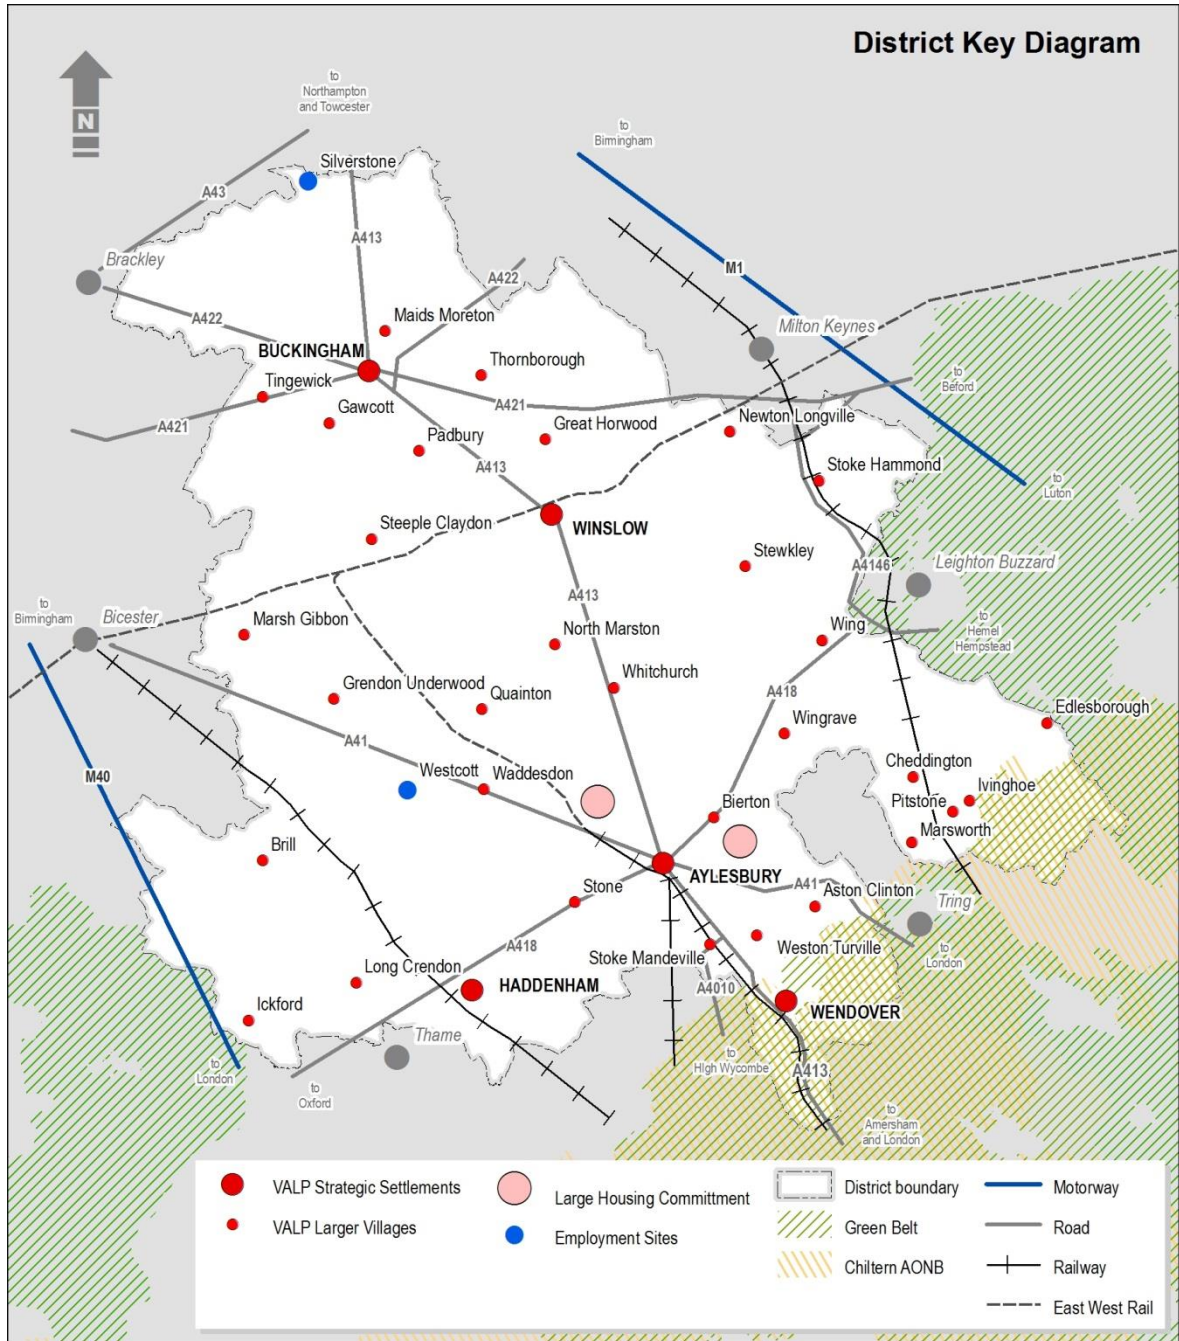 District Key Diagram
N
to
Northampton
and Towcester
to
Birmingham
Silverstone
A43
A413
Brackley
A422
A422
M1
Maids Moreton
Milton Keynes
BUCKINGHAM
Thornborough
to
Beford
Tingewick
A421
A421
Gawcott
Great Horwood
Newton Longville
Padbury
A413
Stoke Hammond
to
Luton
Steeple Claydon
WINSLOW
Stewkley
A4146
Leighton Buzzard
to
Birmingham
Bicester
A413
Marsh Gibbon
North Marston
Wing
to
Hemel
Hempstead
Whitchurch
Grendon Underwood
Quainton
A418
Edlesborough
Wingrave
A41
M40
Westcott
Waddesdon
Cheddington
Ivinghoe
Bierton
Pitstone
Marsworth
Brill
AYLESBURY
A41
Stone
Aston Clinton
Tring
A418
Stoke Mandeville
Weston Turville
to
London
Long Crendon
HADDENHAM
A4010
WENDOVER
Ickford
Thame
to
London
to
HIgh Wycombe
A413
to
Oxford
to
Amersham
and London
VALP Strategic Settlements
VALP Larger Villages
Large Housing Committment
Employment Sites
District boundary
Green Belt
Chiltern AONB
Motorway
Road
Railway
East West Rail